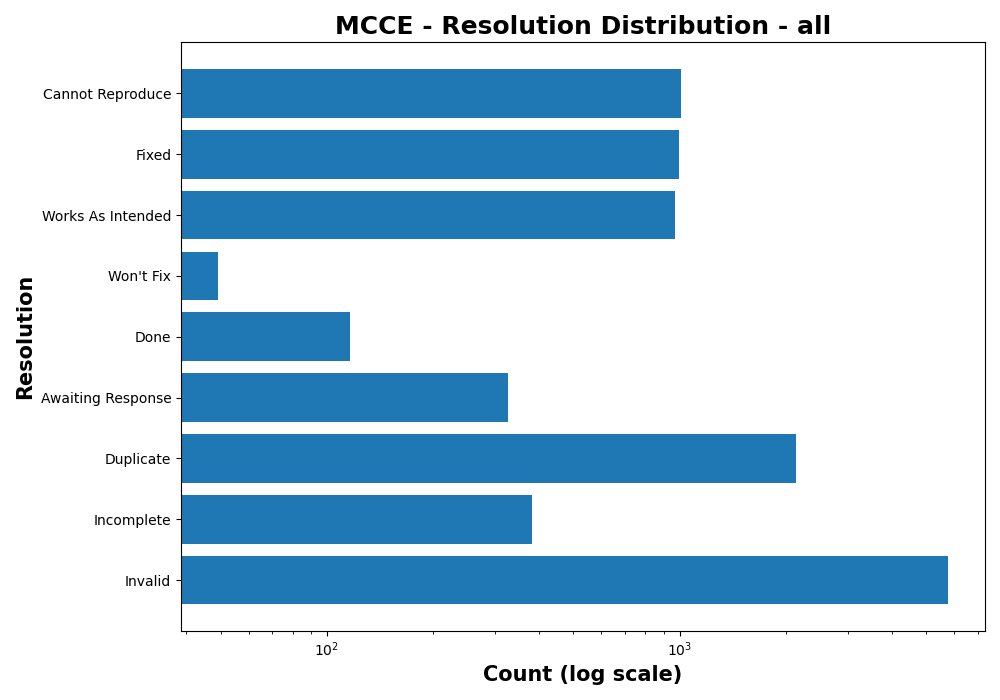 MCCE - Resolution Distribution - all
Cannot Reproduce
Fixed
Works As Intended
Won't Fix
Done
Awaiting Response
Duplicate
Incomplete
Invalid
Resolution
10² 10³
Count (log scale)